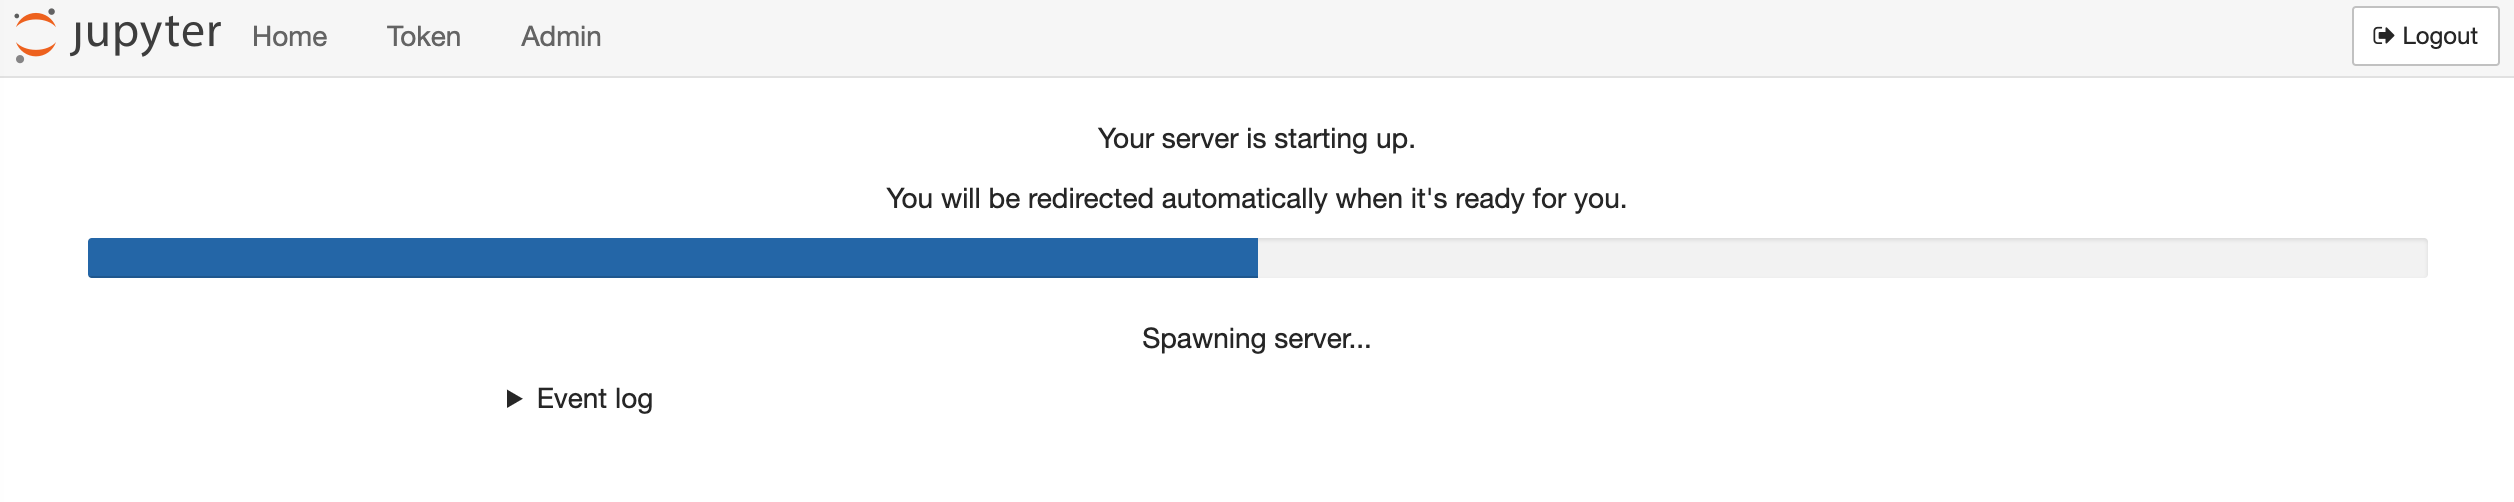 jupyter Home Token Admin Logout
Your server is starting up.
You will be redirected automatically when it's ready for you.
Spawning server...
Event log